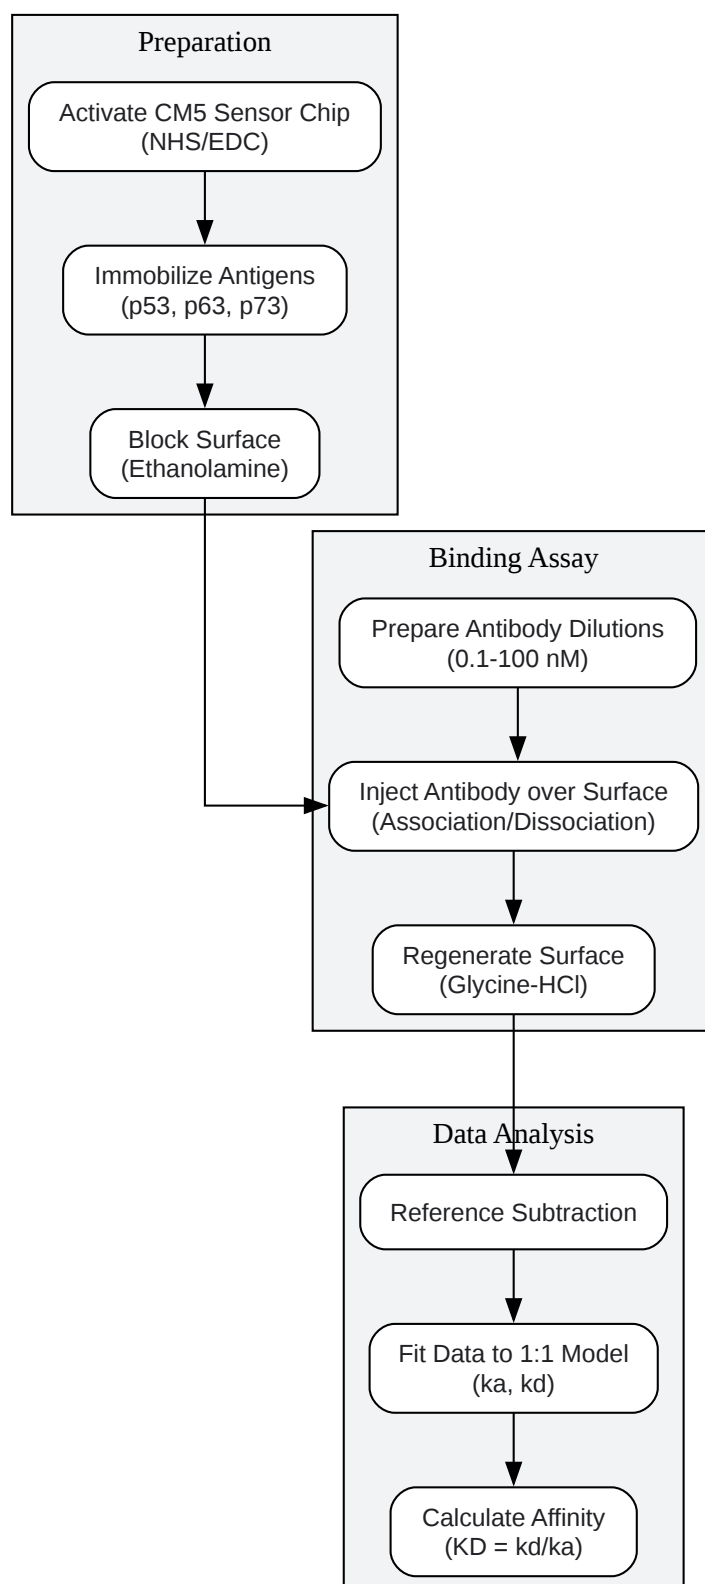 Preparation
Activate CM5 Sensor Chip
(NHS/EDC)
Immobilize Antigens
(p53, p63, p73)
Block Surface
(Ethanolamine)
Binding Assay
Prepare Antibody Dilutions
(0.1-100 nM)
Inject Antibody over Surface
(Association/Dissociation)
Regenerate Surface
(Glycine-HCl)
Data Analysis
Reference Subtraction
Fit Data to 1:1 Model
(ka, kd)
Calculate Affinity
(KD = kd/ka)